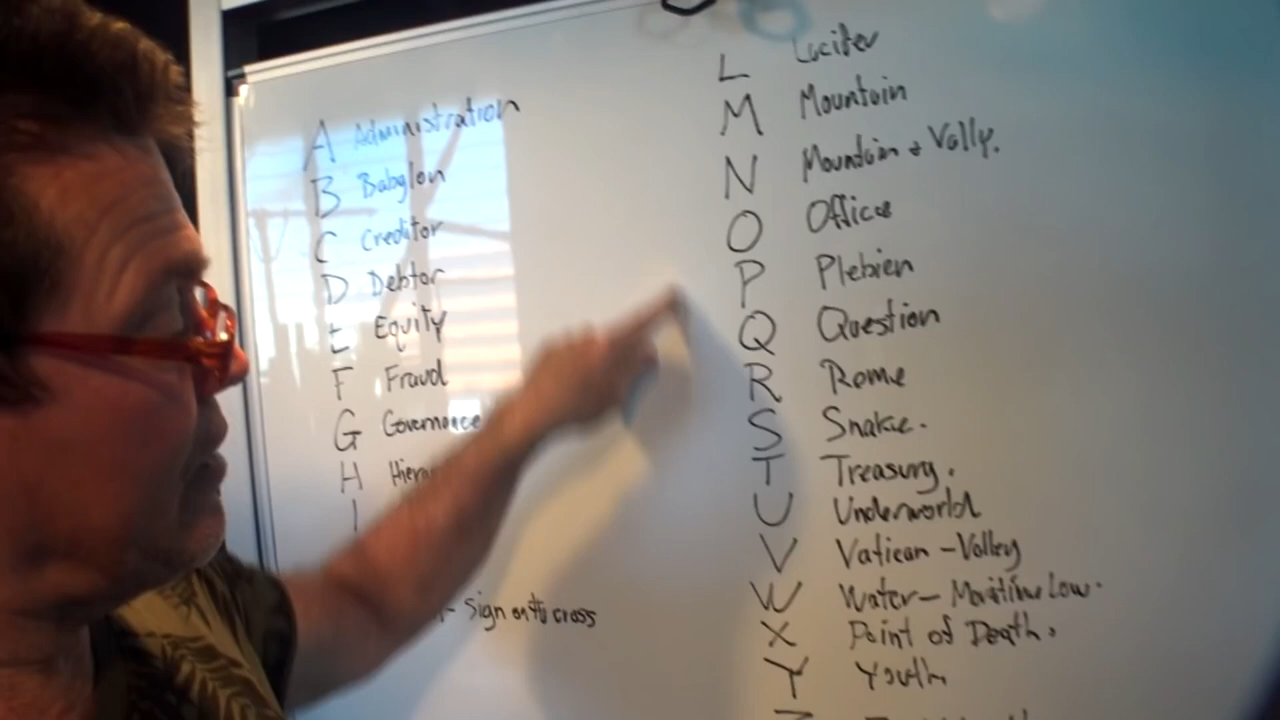 A Administration
B Babylon
C Creditor
D Debtor
E Equity
F Fraud
G Governance
H Hierar
I
- Sign on the cross
L Lucifer
M Mountain
N Mountain + Vally.
O Office
P Plebien
Q Question
R Rome
S Snake.
T Treasury.
U Underworld
V Vatican - Valley
W Water - Maritime Law.
X Point of Death.
Y Youth
Z